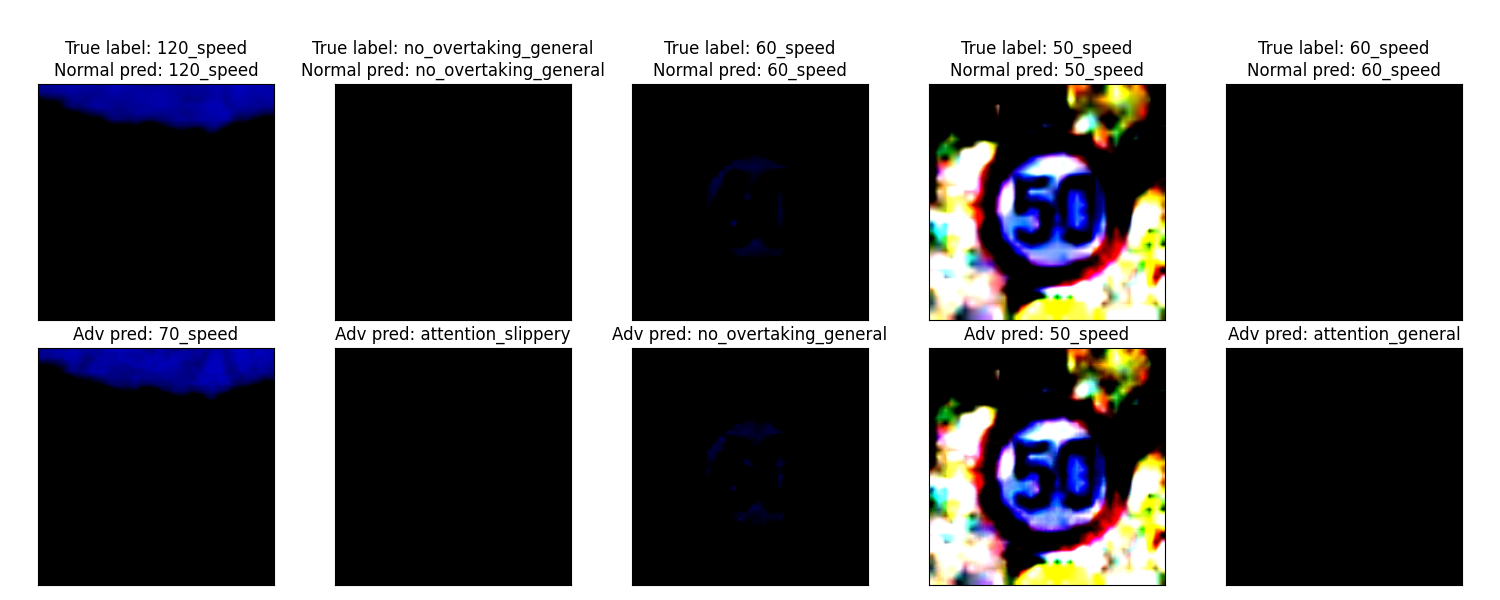 True label: 120_speed
Normal pred: 120_speed
True label: no_overtaking_general
Normal pred: no_overtaking_general
True label: 60_speed
Normal pred: 60_speed
True label: 50_speed
Normal pred: 50_speed
True label: 60_speed
Normal pred: 60_speed
50
Adv pred: 70_speed
Adv pred: attention_slippery
Adv pred: no_overtaking_general
Adv pred: 50_speed
Adv pred: attention_general
50